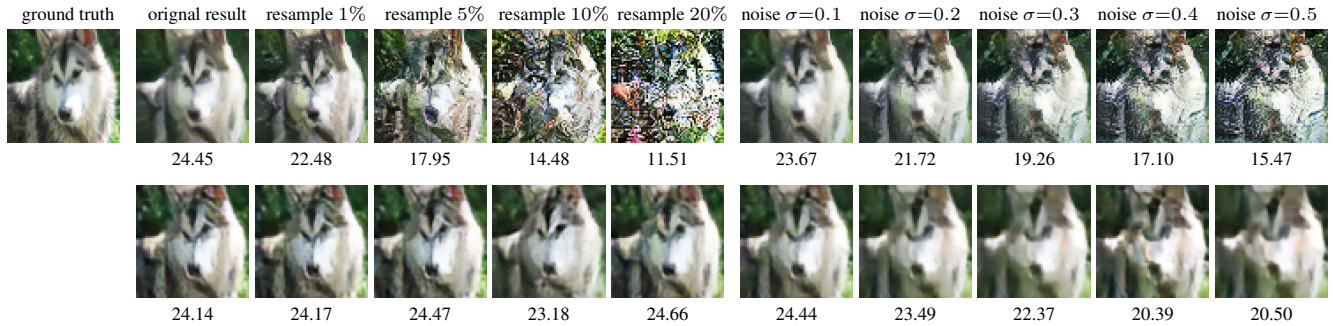 ground truth orignal result resample 1% resample 5% resample 10% resample 20% noise σ=0.1 noise σ=0.2 noise σ=0.3 noise σ=0.4 noise σ=0.5
24.45 22.48 17.95 14.48 11.51 23.67 21.72 19.26 17.10 15.47
24.14 24.17 24.47 23.18 24.66 24.44 23.49 22.37 20.39 20.50